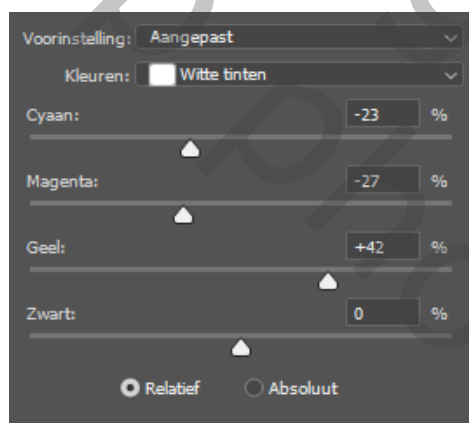 Voorinstelling: Aangepast
Kleuren: Witte tinten
Cyaan: -23 %
Magenta: -27 %
Geel: +42 %
Zwart: 0 %
Relatief Absoluut